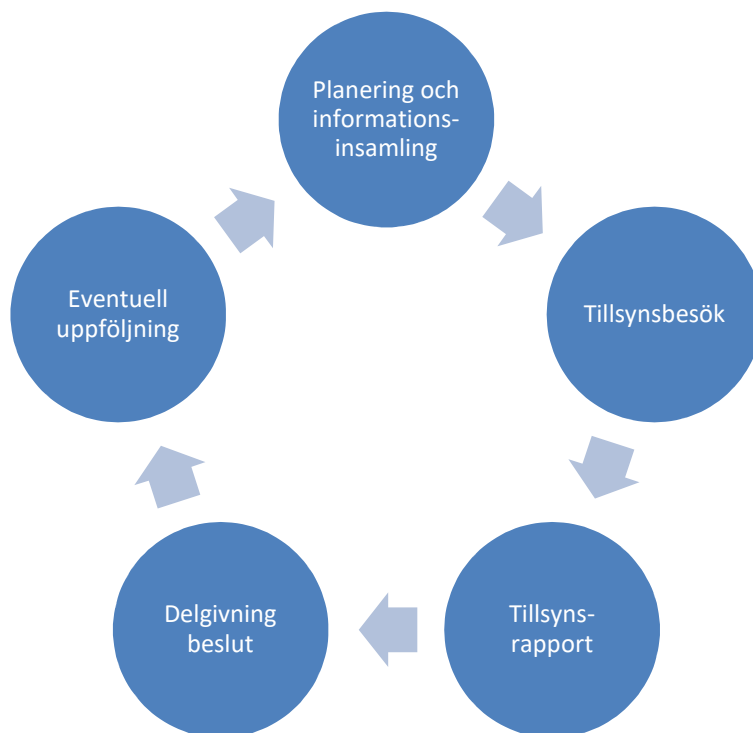 Planering och
informations-
insamling
Tillsynsbesök
Tillsyns-
rapport
Delgivning
beslut
Eventuell
uppföljning